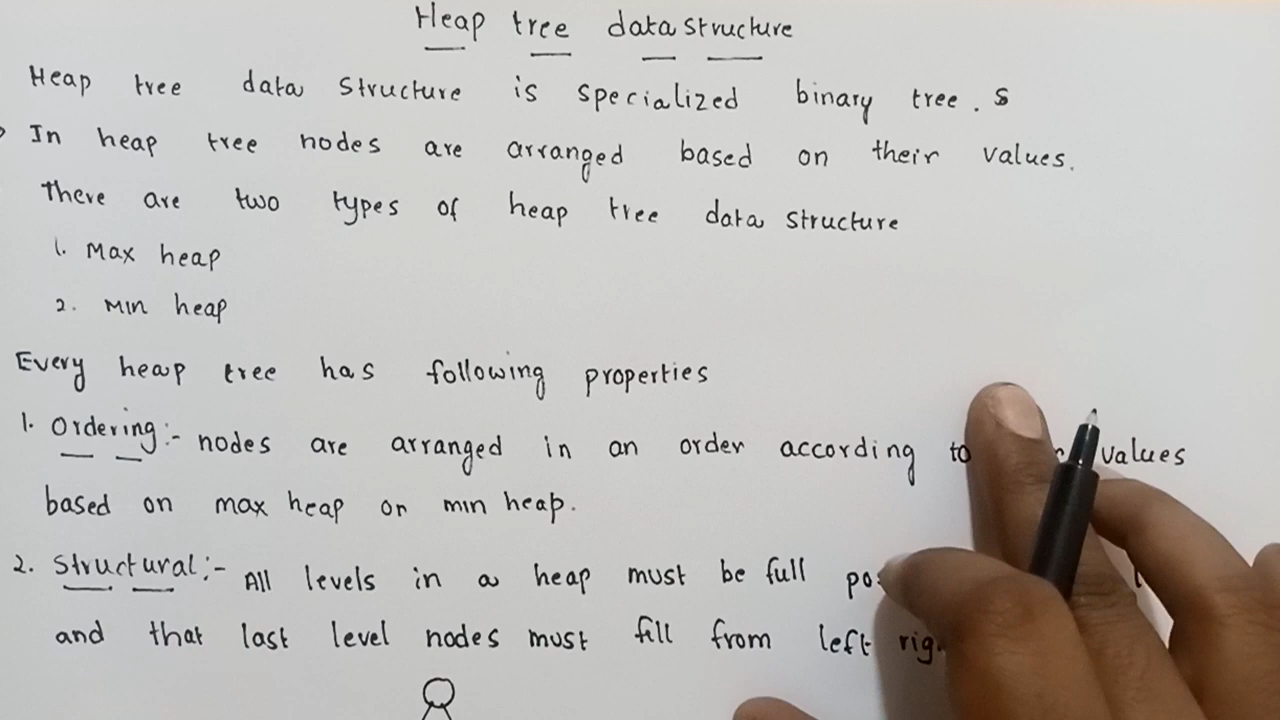 Heap tree data structure
Heap tree data structure is specialized binary tree. s
In heap tree nodes are arranged based on their values.
There are two types of heap tree data structure
1. Max heap
2. Min heap
Every heap tree has following properties
1. Ordering:- nodes are arranged in an order according to values
based on max heap or min heap.
2. Structural:- All levels in a heap must be full
and that last level nodes must fill from left